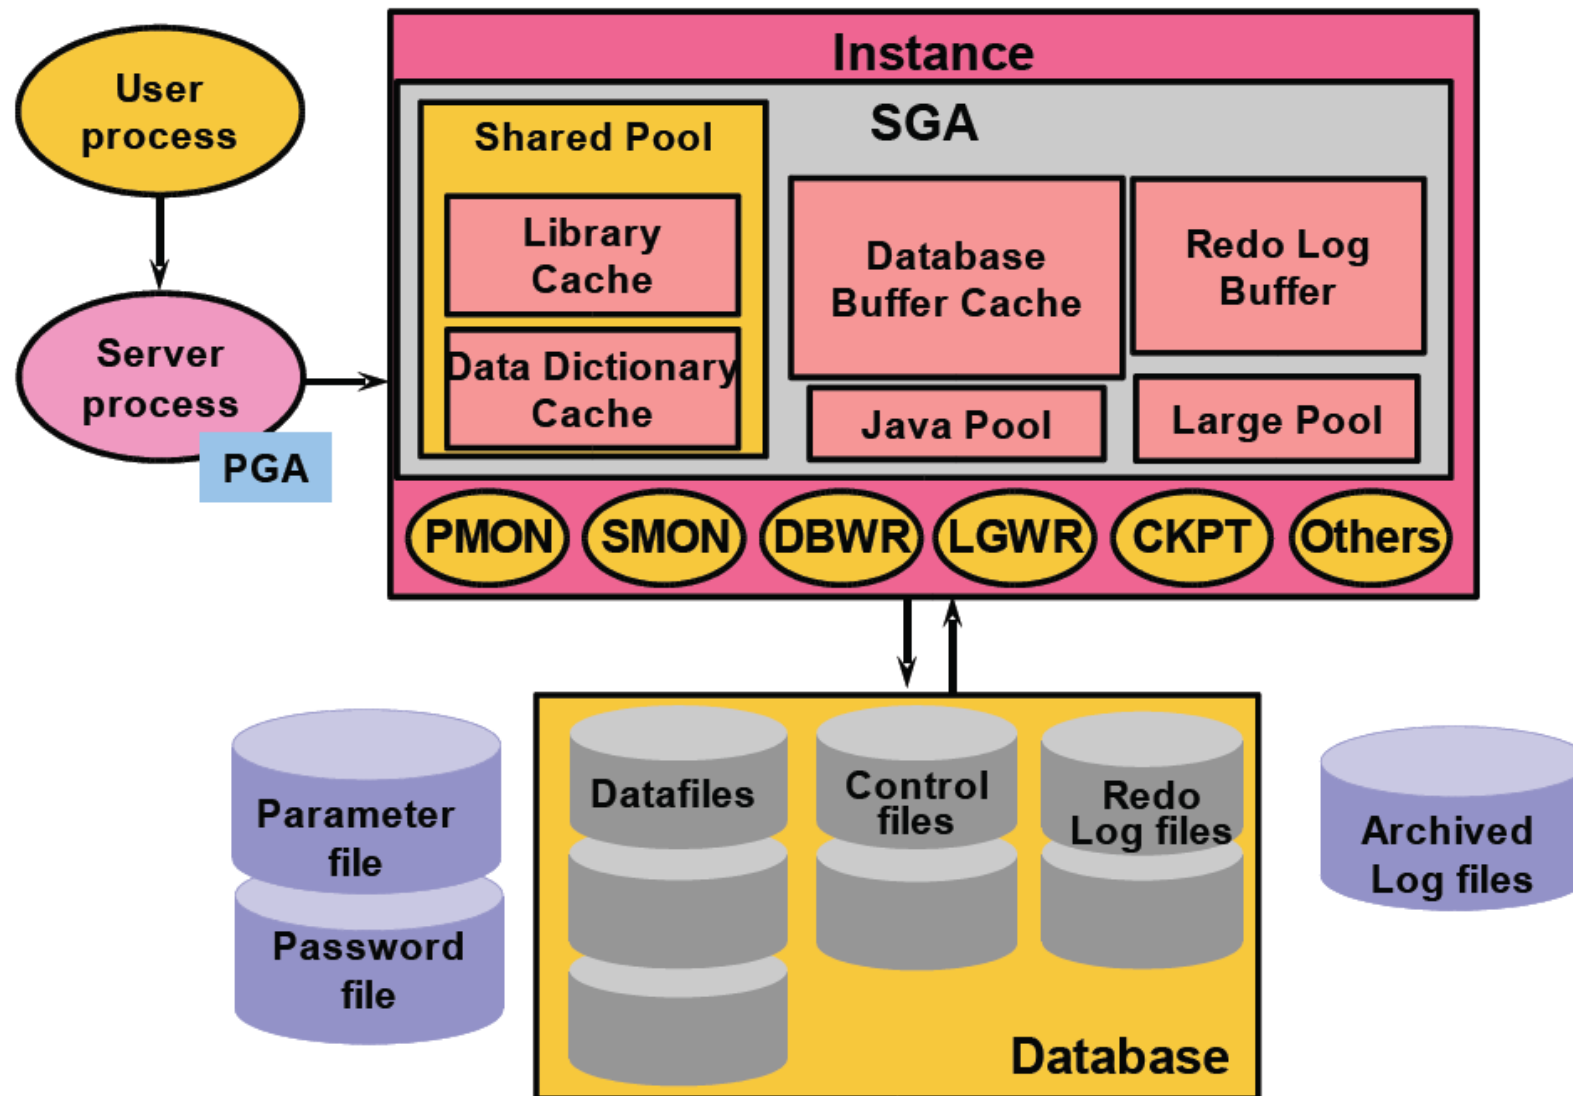 User
process
Server
process
PGA
Instance
SGA
Shared Pool
Library
Cache
Data Dictionary
Cache
Database
Buffer Cache
Redo Log
Buffer
Java Pool
Large Pool
PMON
SMON
DBWR
LGWR
CKPT
Others
Parameter
file
Password
file
Datafiles
Control
files
Redo
Log files
Database
Archived
Log files